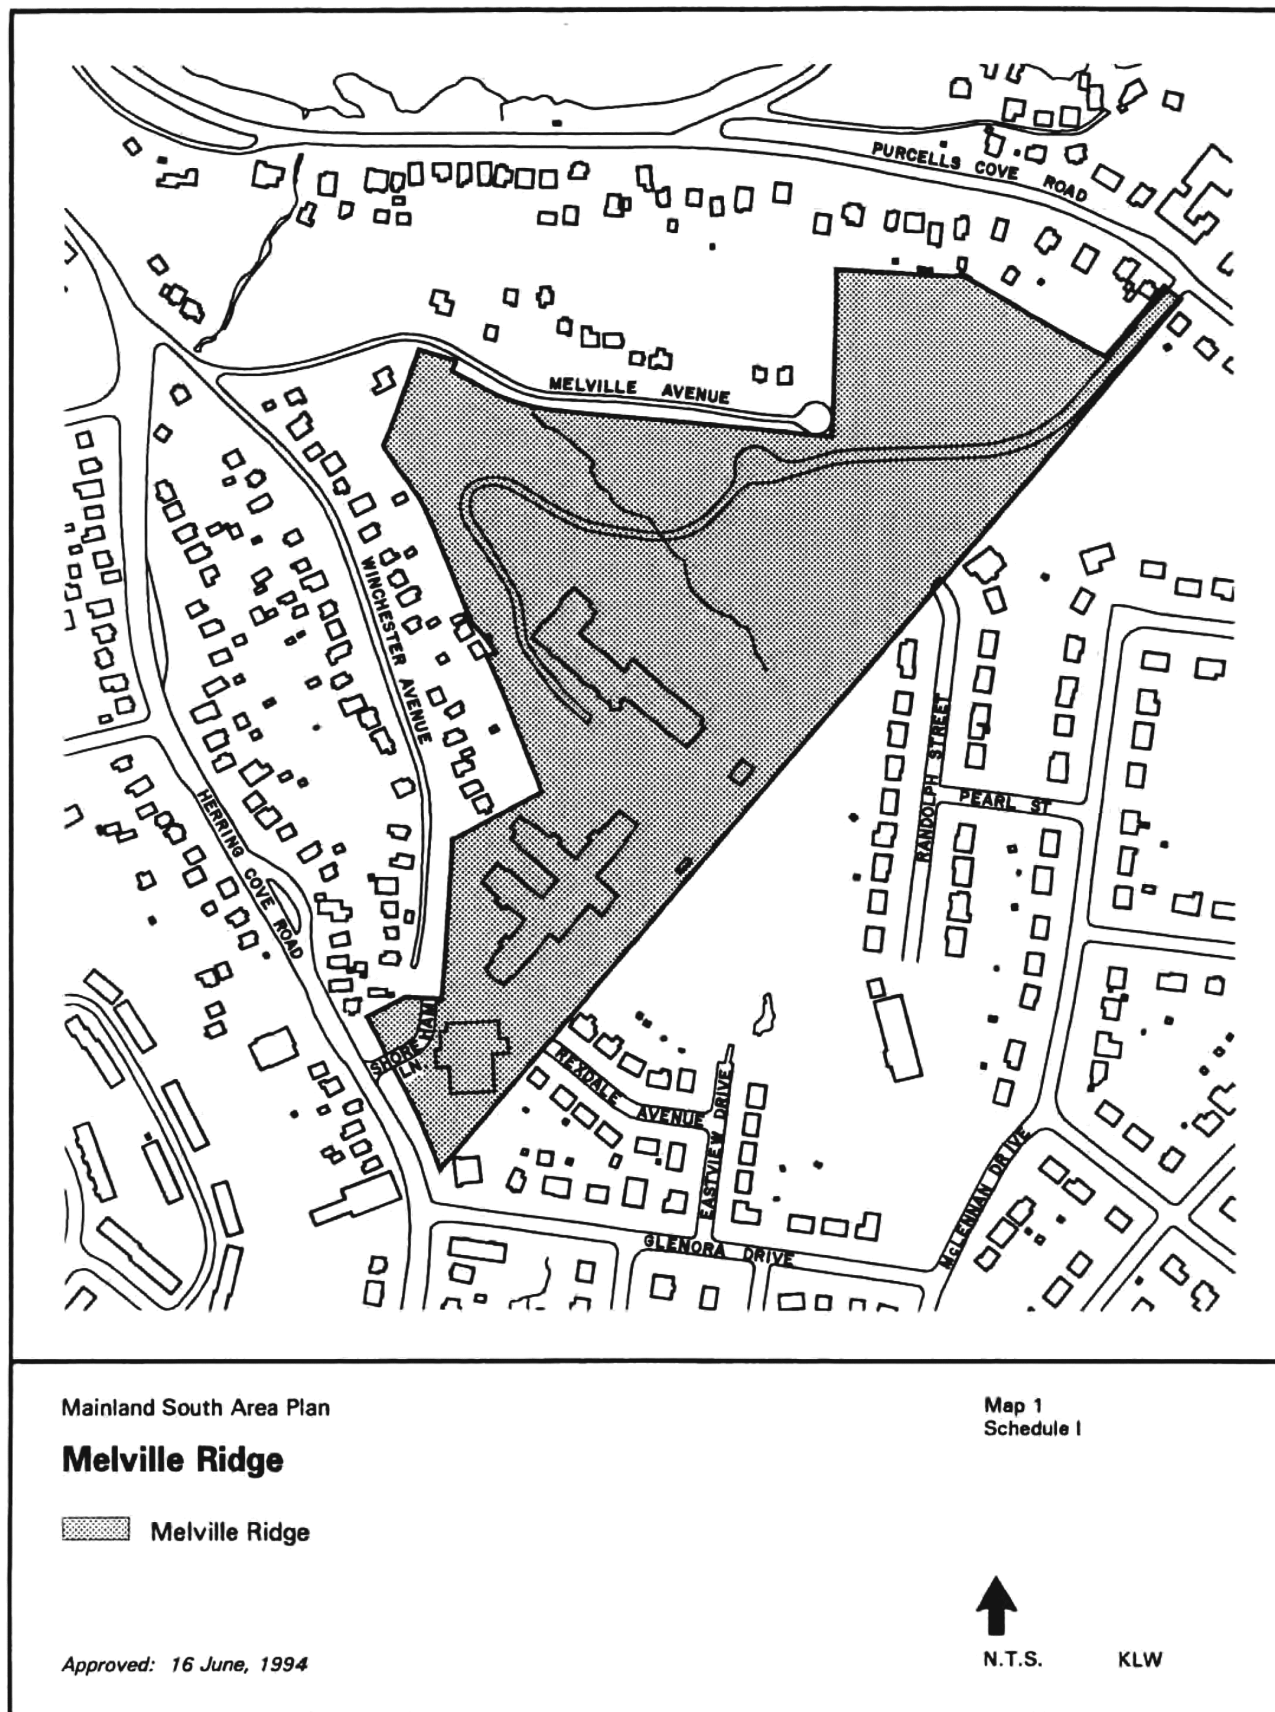 PURCELLS COVE ROAD
MELVILLE AVENUE
WINCHESTER AVENUE
RANDOLPH STREET
PEARL ST
HERRING COVE ROAD
SHOREHAM
LN.
REXDALE AVENUE
EASTVIEW DRIVE
McLENNAN DRIVE
GLENORA DRIVE
Mainland South Area Plan
Map 1
Schedule I
Melville Ridge
Melville Ridge
Approved: 16 June, 1994
N.T.S.
KLW